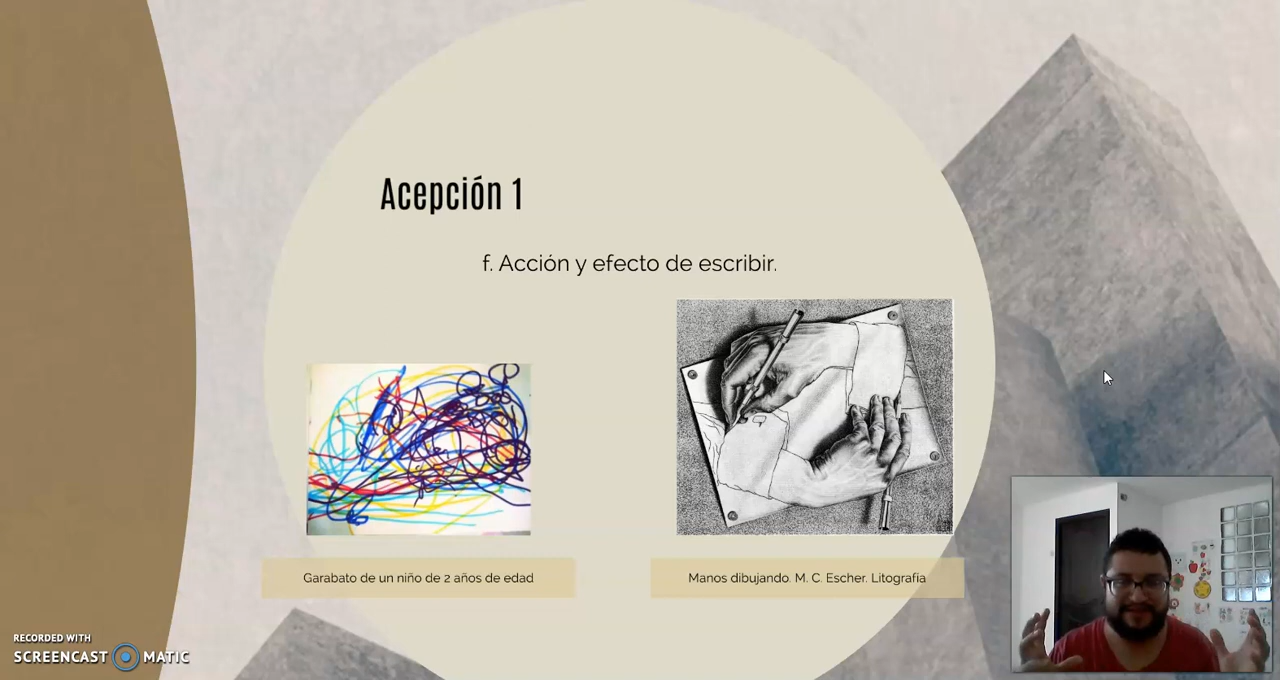 Acepción 1
f. Acción y efecto de escribir.
Garabato de un niño de 2 años de edad
Manos dibujando. M. C. Escher. Litografía
RECORDED WITH
SCREENCAST MATIC